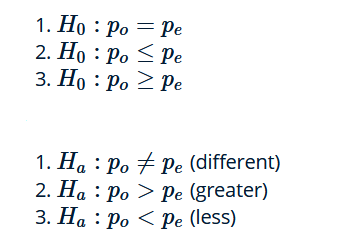 1. H₀ : pₒ = pₑ
2. H₀ : pₒ ≤ pₑ
3. H₀ : pₒ ≥ pₑ
1. Hₐ : pₒ ≠ pₑ (different)
2. Hₐ : pₒ > pₑ (greater)
3. Hₐ : pₒ < pₑ (less)